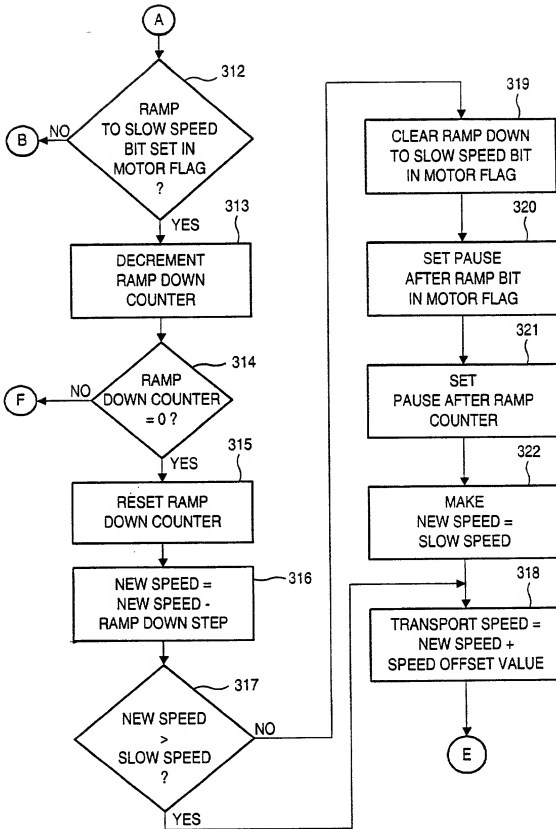 A
312
RAMP
TO SLOW SPEED
BIT SET IN
MOTOR FLAG
?
NO
B
YES
313
DECREMENT
RAMP DOWN
COUNTER
314
RAMP
DOWN COUNTER
= 0 ?
NO
F
YES
315
RESET RAMP
DOWN COUNTER
316
NEW SPEED =
NEW SPEED -
RAMP DOWN STEP
317
NEW SPEED
>
SLOW SPEED
?
NO
YES
319
CLEAR RAMP DOWN
TO SLOW SPEED BIT
IN MOTOR FLAG
320
SET PAUSE
AFTER RAMP BIT
IN MOTOR FLAG
321
SET
PAUSE AFTER RAMP
COUNTER
322
MAKE
NEW SPEED =
SLOW SPEED
318
TRANSPORT SPEED =
NEW SPEED +
SPEED OFFSET VALUE
E